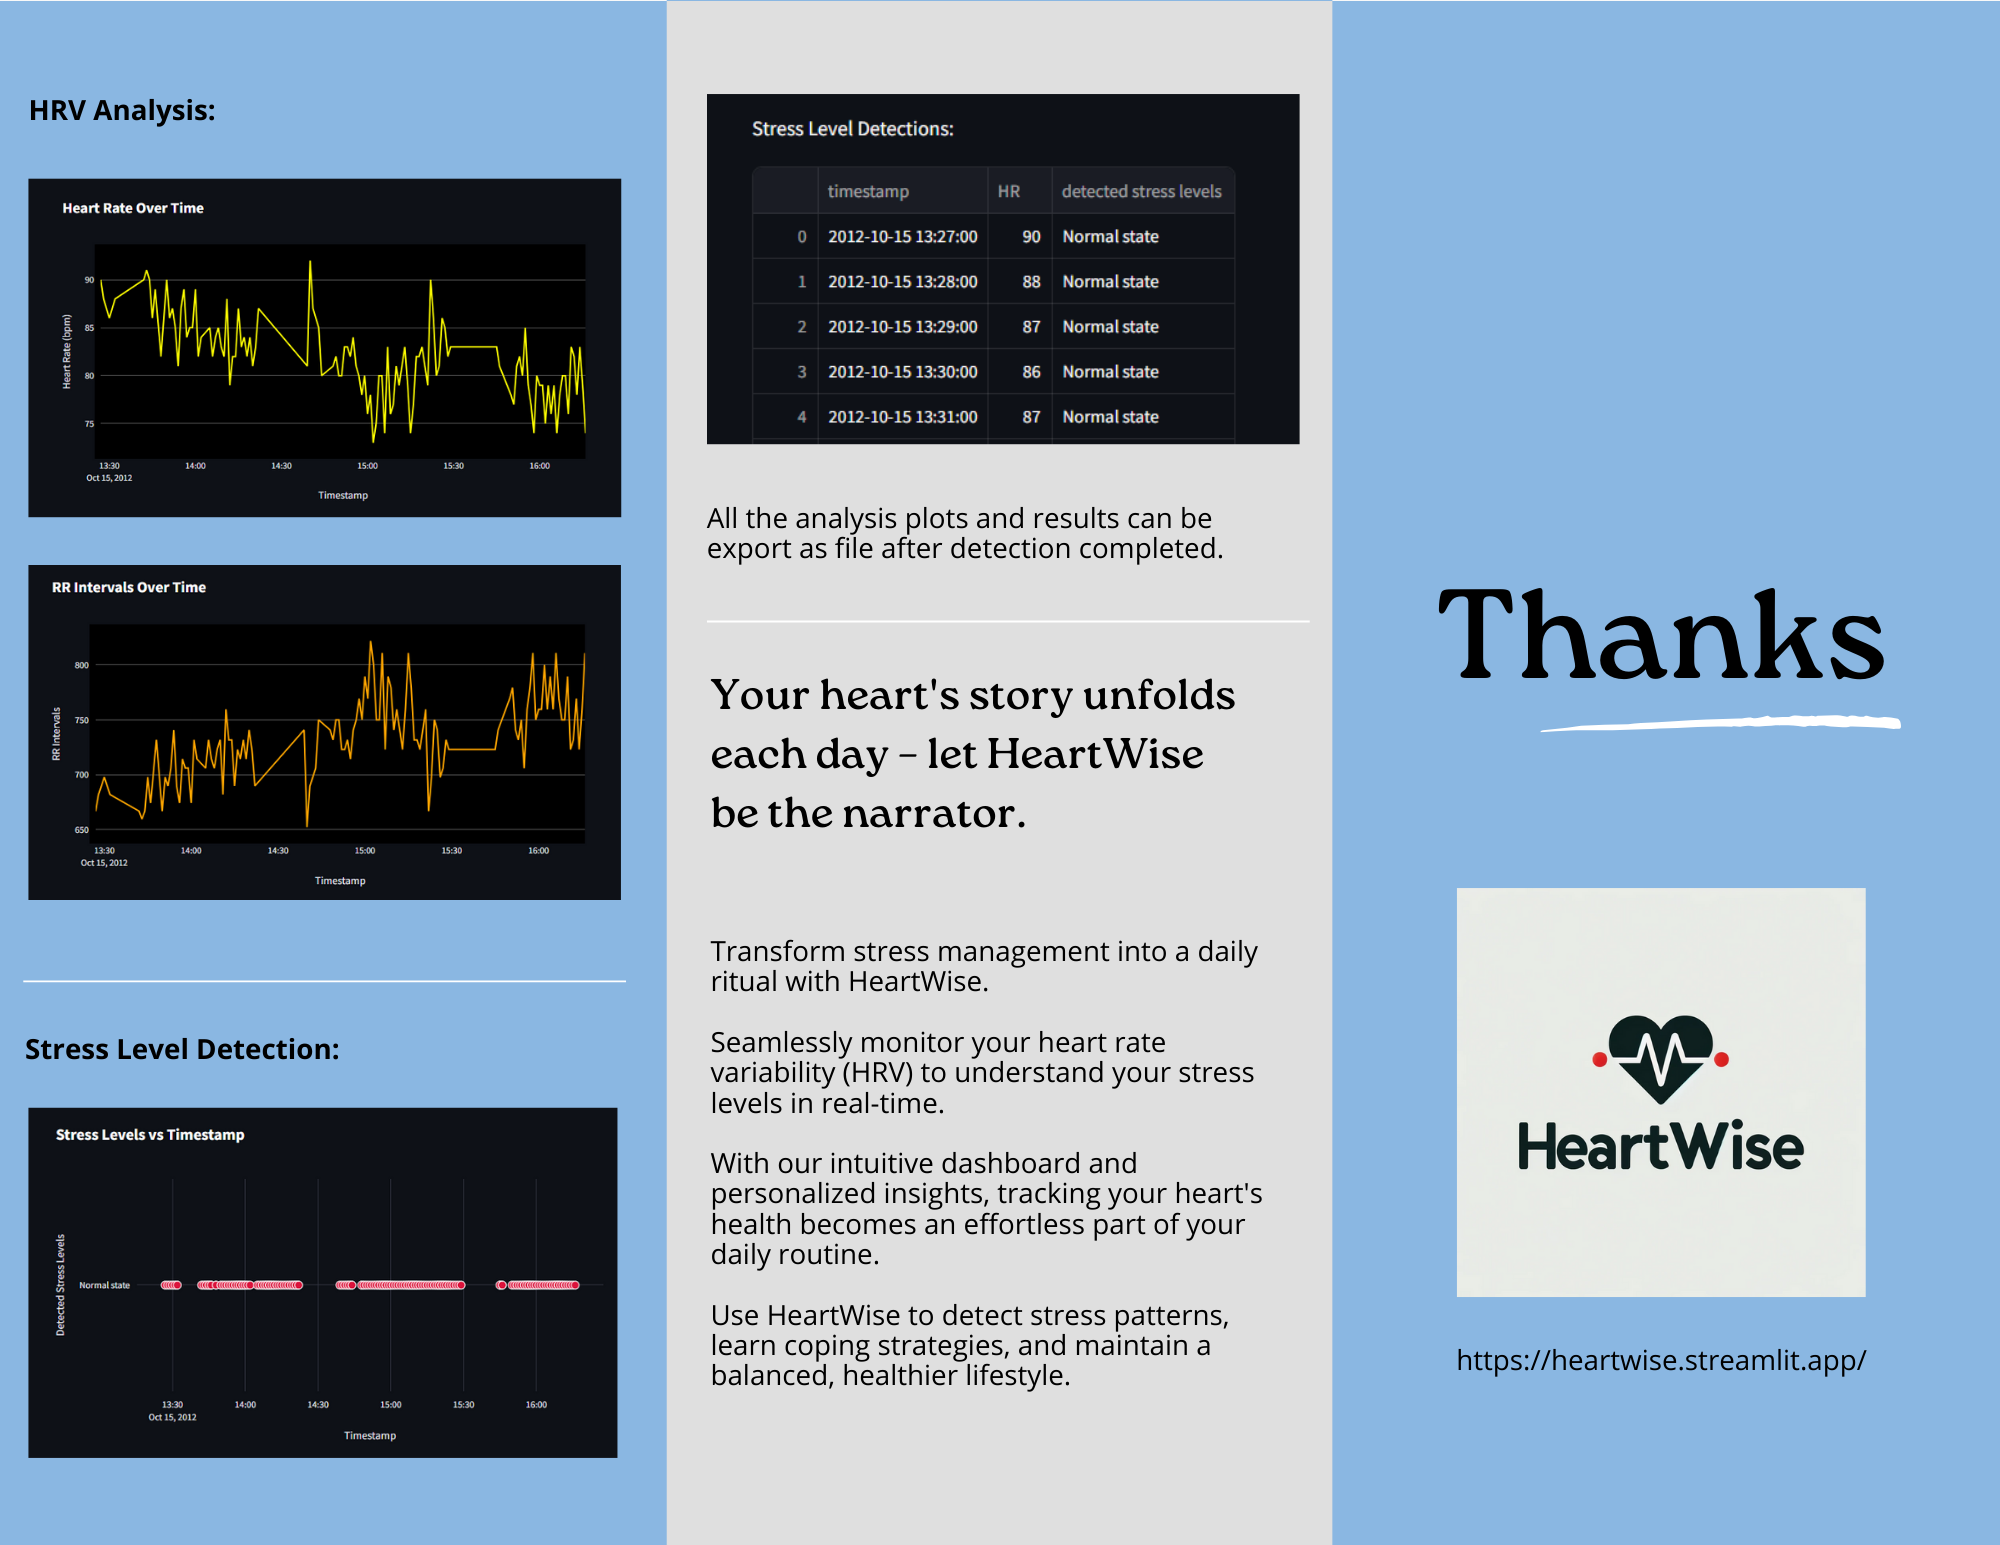 HRV Analysis:
Heart Rate Over Time
Heart Rate (bpm)
90
85
80
75
13:30 14:00 14:30 15:00 15:30 16:00
Oct 15, 2012
Timestamp
RR Intervals Over Time
RR Intervals
800
750
700
650
13:30 14:00 14:30 15:00 15:30 16:00
Oct 15, 2012
Timestamp
Stress Level Detection:
Stress Levels vs Timestamp
Detected Stress Levels
Normal state
13:30 14:00 14:30 15:00 15:30 16:00
Oct 15, 2012
Timestamp
Stress Level Detections:
timestamp HR detected stress levels
0 2012-10-15 13:27:00 90 Normal state
1 2012-10-15 13:28:00 88 Normal state
2 2012-10-15 13:29:00 87 Normal state
3 2012-10-15 13:30:00 86 Normal state
4 2012-10-15 13:31:00 87 Normal state
All the analysis plots and results can be
export as file after detection completed.
Your heart's story unfolds
each day – let HeartWise
be the narrator.
Transform stress management into a daily
ritual with HeartWise.
Seamlessly monitor your heart rate
variability (HRV) to understand your stress
levels in real-time.
With our intuitive dashboard and
personalized insights, tracking your heart's
health becomes an effortless part of your
daily routine.
Use HeartWise to detect stress patterns,
learn coping strategies, and maintain a
balanced, healthier lifestyle.
Thanks
HeartWise
https://heartwise.streamlit.app/